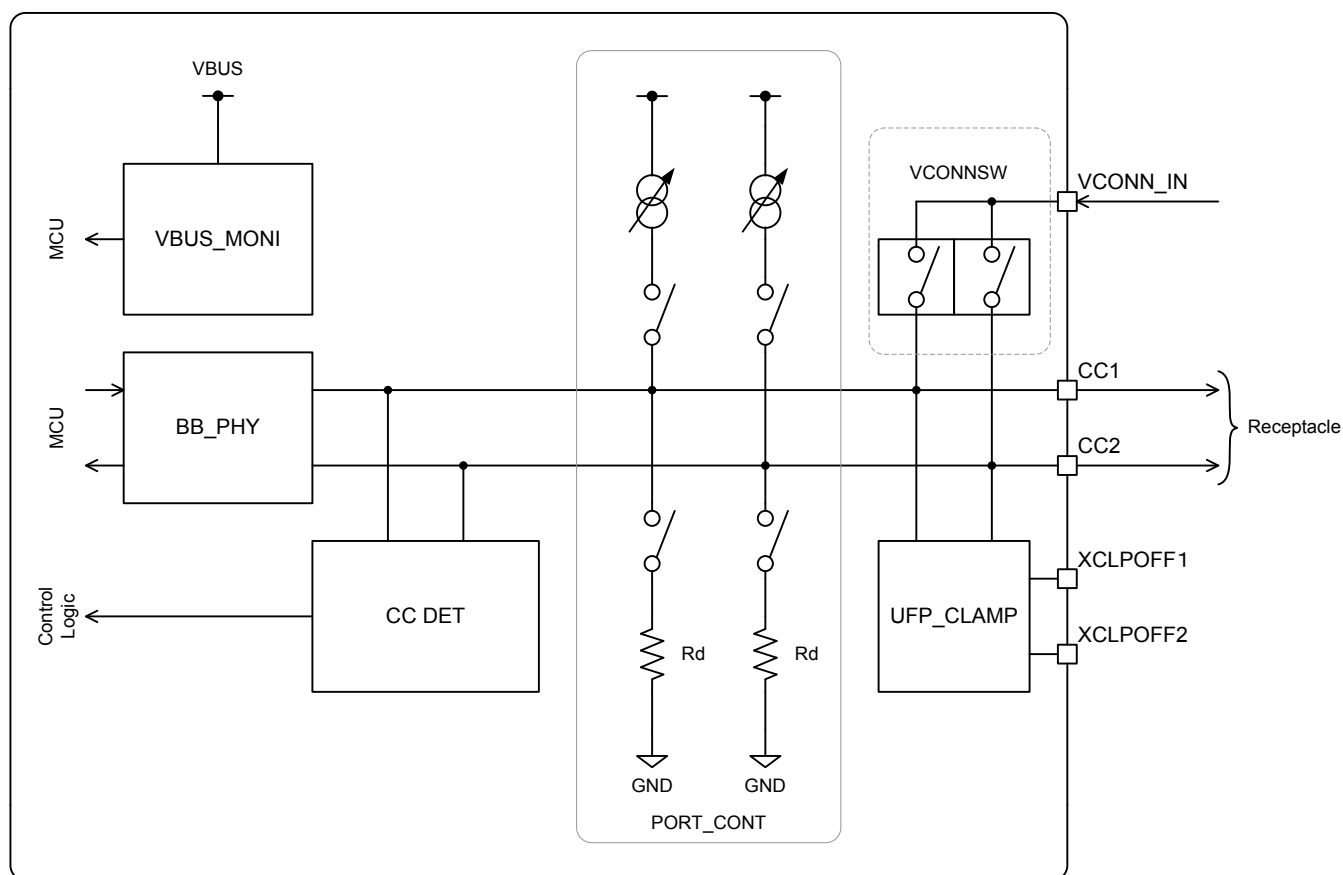 VBUS
VCONNSW
VCONN_IN
MCU
VBUS_MONI
CC1
MCU
BB_PHY
Receptacle
CC2
XCLPOFF1
Control
Logic
CC DET
UFP_CLAMP
XCLPOFF2
Rd
Rd
GND
GND
PORT_CONT